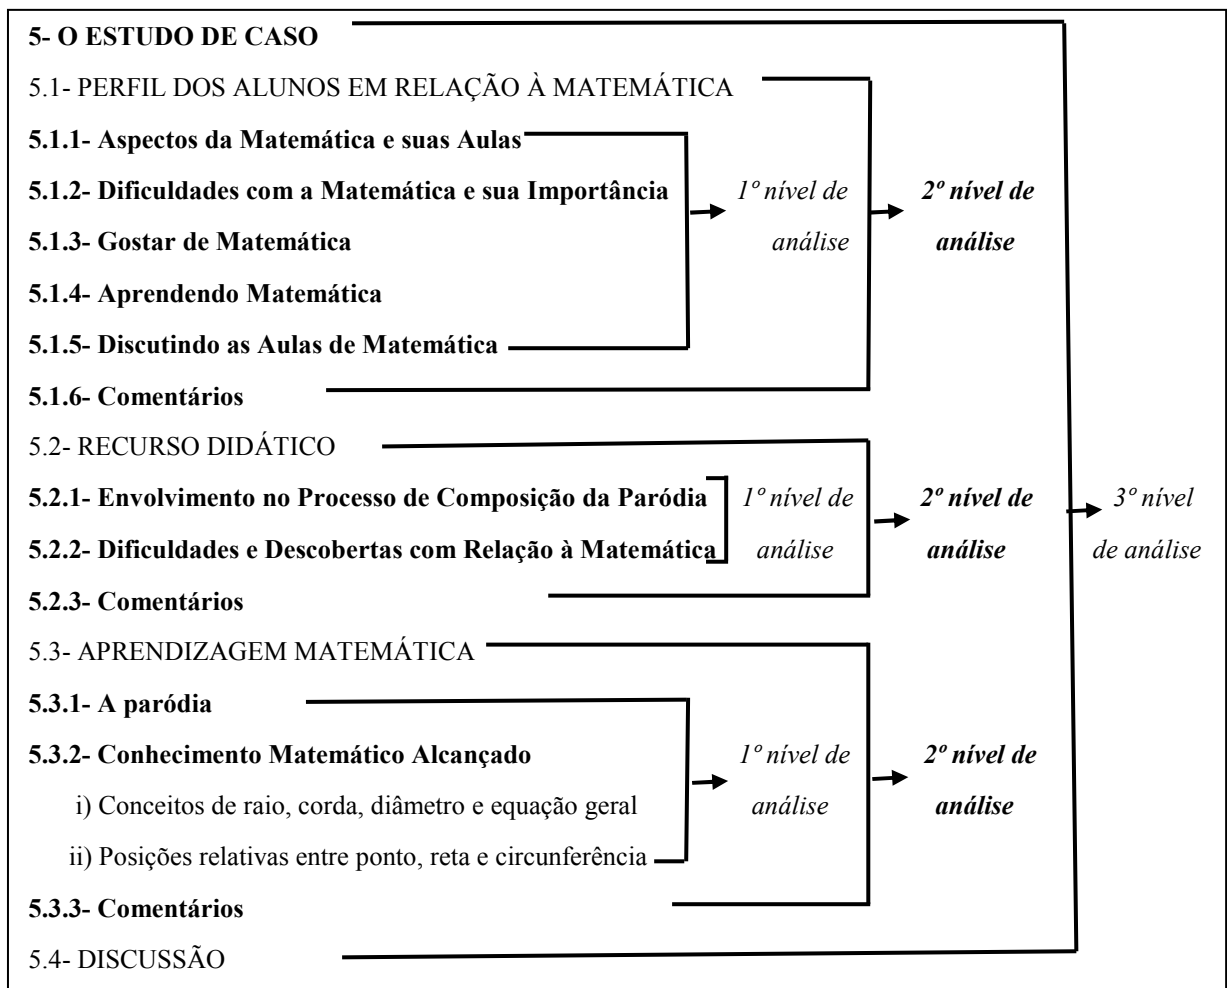 5- O ESTUDO DE CASO
5.1- PERFIL DOS ALUNOS EM RELAÇÃO À MATEMÁTICA
5.1.1- Aspectos da Matemática e suas Aulas
5.1.2- Dificuldades com a Matemática e sua Importância 1º nível de 2º nível de
5.1.3- Gostar de Matemática análise análise
5.1.4- Aprendendo Matemática
5.1.5- Discutindo as Aulas de Matemática
5.1.6- Comentários
5.2- RECURSO DIDÁTICO
5.2.1- Envolvimento no Processo de Composição da Paródia 1º nível de 2º nível de 3º nível
5.2.2- Dificuldades e Descobertas com Relação à Matemática análise análise de análise
5.2.3- Comentários
5.3- APRENDIZAGEM MATEMÁTICA
5.3.1- A paródia
5.3.2- Conhecimento Matemático Alcançado 1º nível de 2º nível de
i) Conceitos de raio, corda, diâmetro e equação geral análise análise
ii) Posições relativas entre ponto, reta e circunferência
5.3.3- Comentários
5.4- DISCUSSÃO